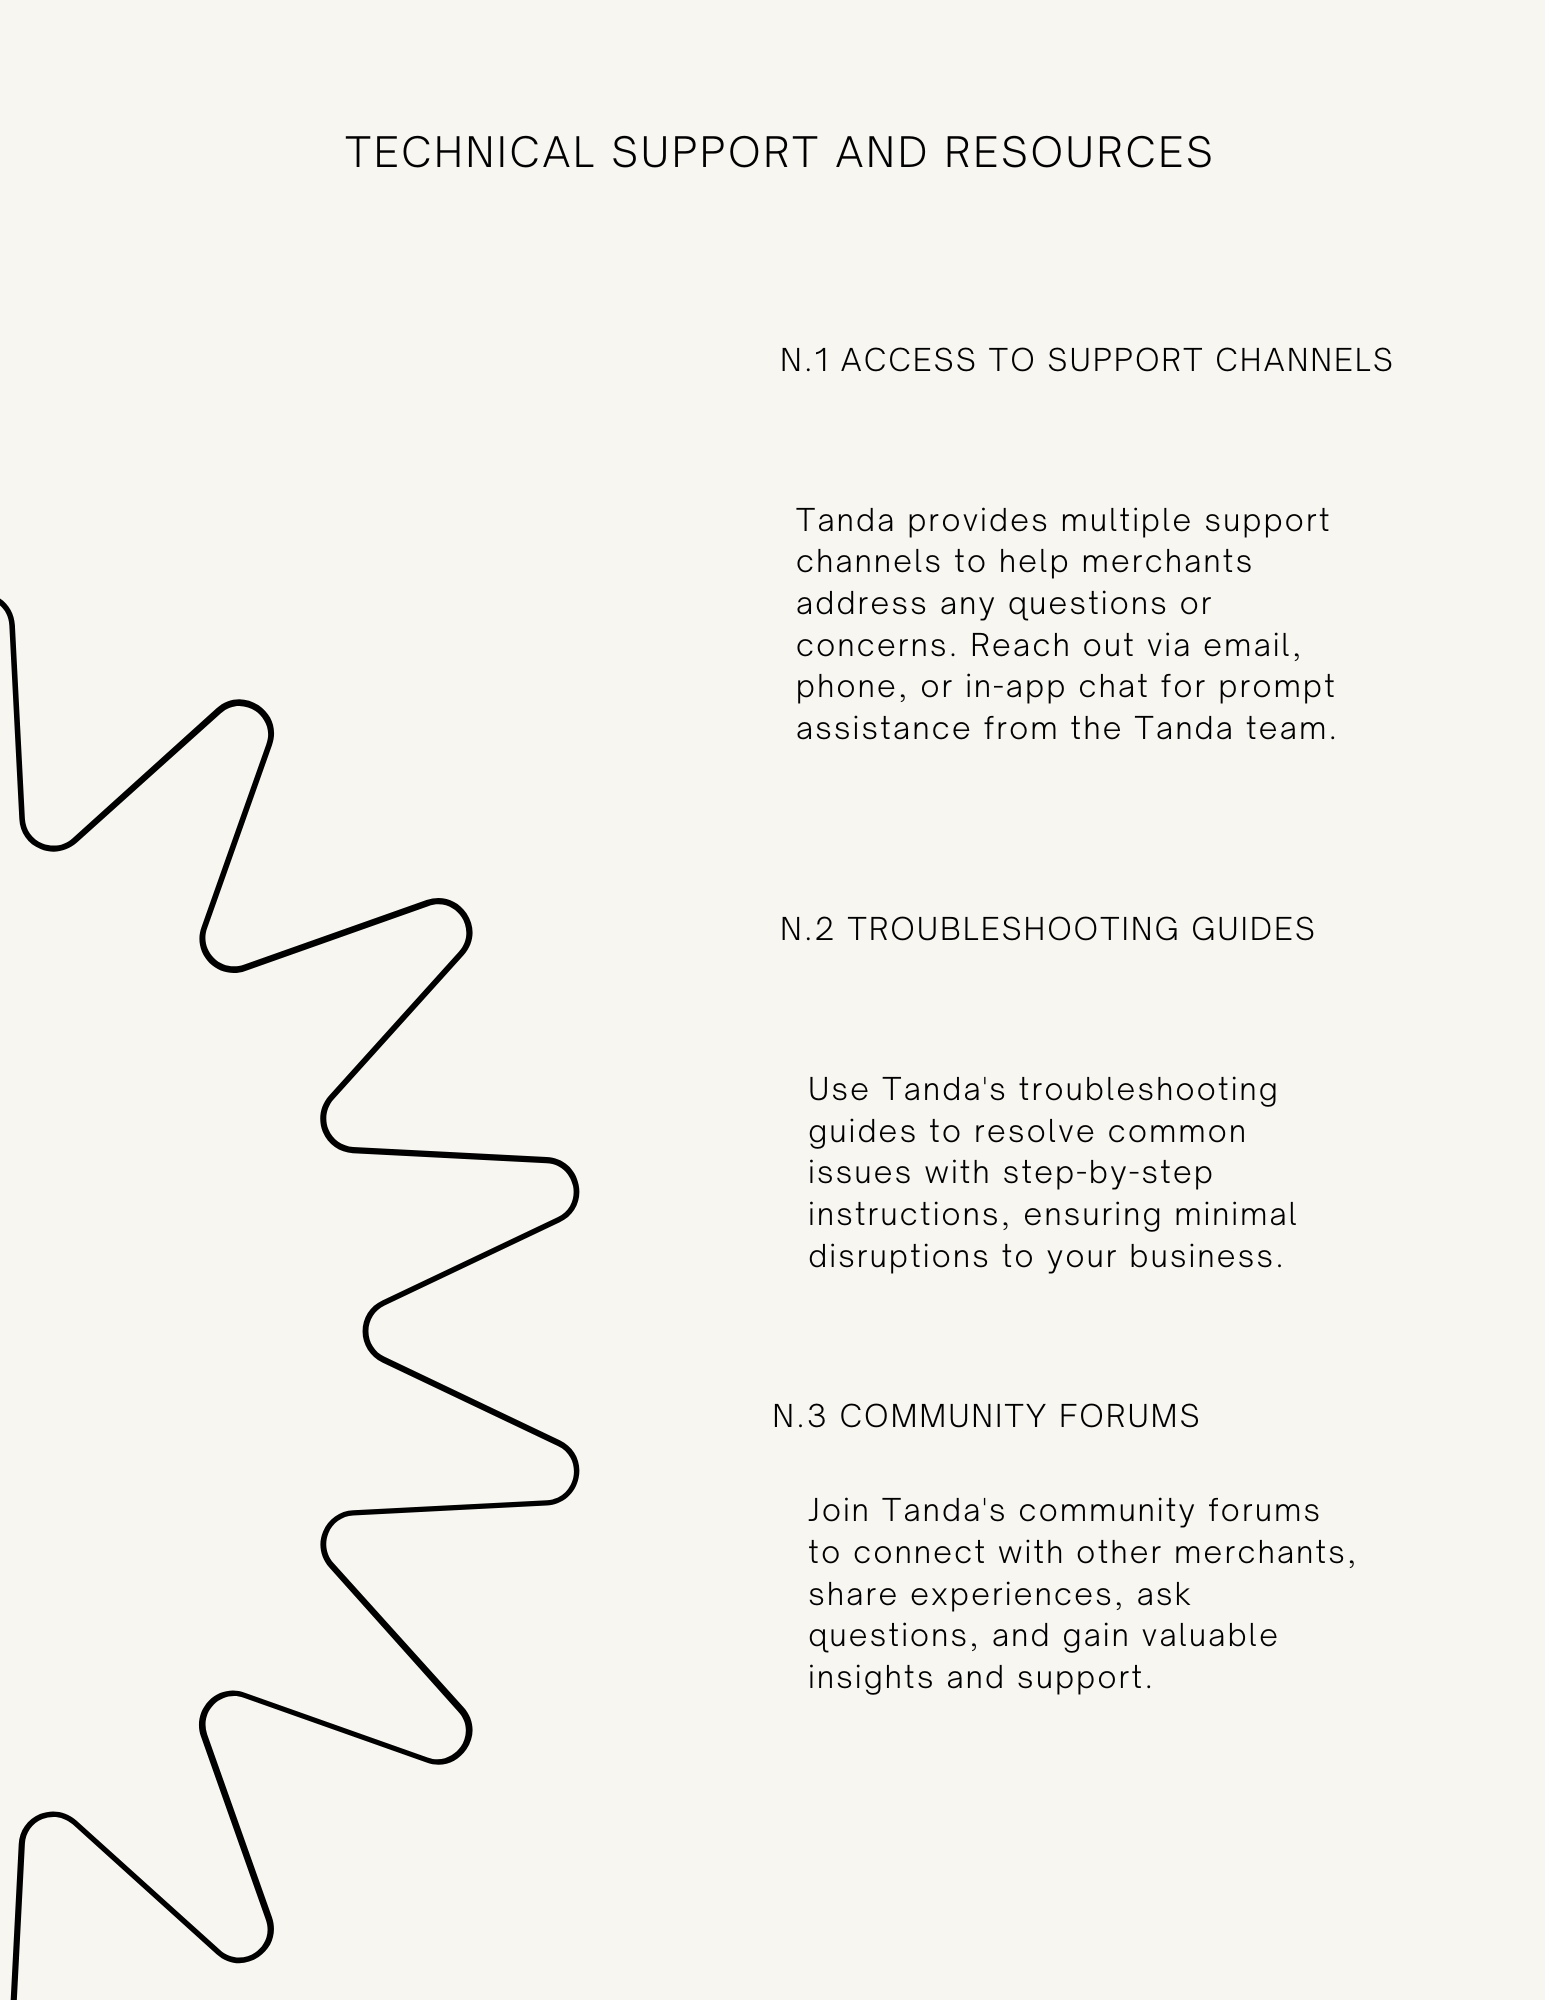 TECHNICAL SUPPORT AND RESOURCES
N.1 ACCESS TO SUPPORT CHANNELS
Tanda provides multiple support
channels to help merchants
address any questions or
concerns. Reach out via email,
phone, or in-app chat for prompt
assistance from the Tanda team.
N.2 TROUBLESHOOTING GUIDES
Use Tanda's troubleshooting
guides to resolve common
issues with step-by-step
instructions, ensuring minimal
disruptions to your business.
N.3 COMMUNITY FORUMS
Join Tanda's community forums
to connect with other merchants,
share experiences, ask
questions, and gain valuable
insights and support.